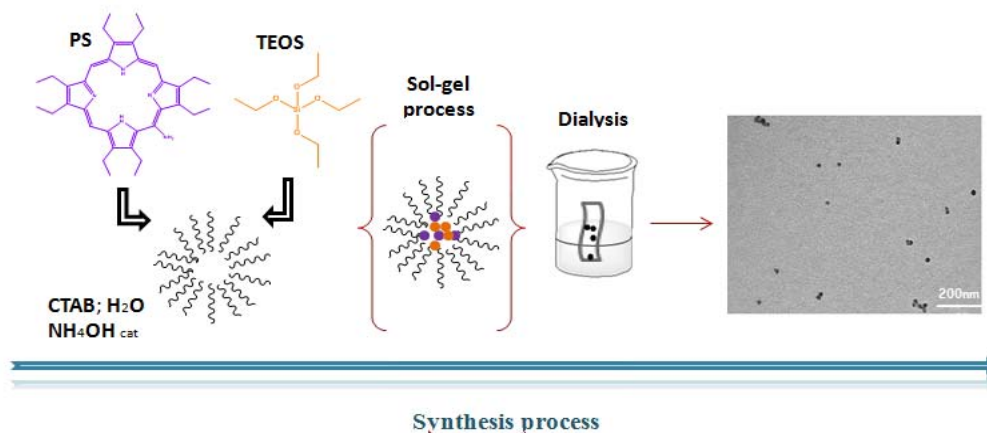 PS
TEOS
Sol-gel
process
Dialysis
CTAB; H₂O
NH₄OH cat
200nm
Synthesis process